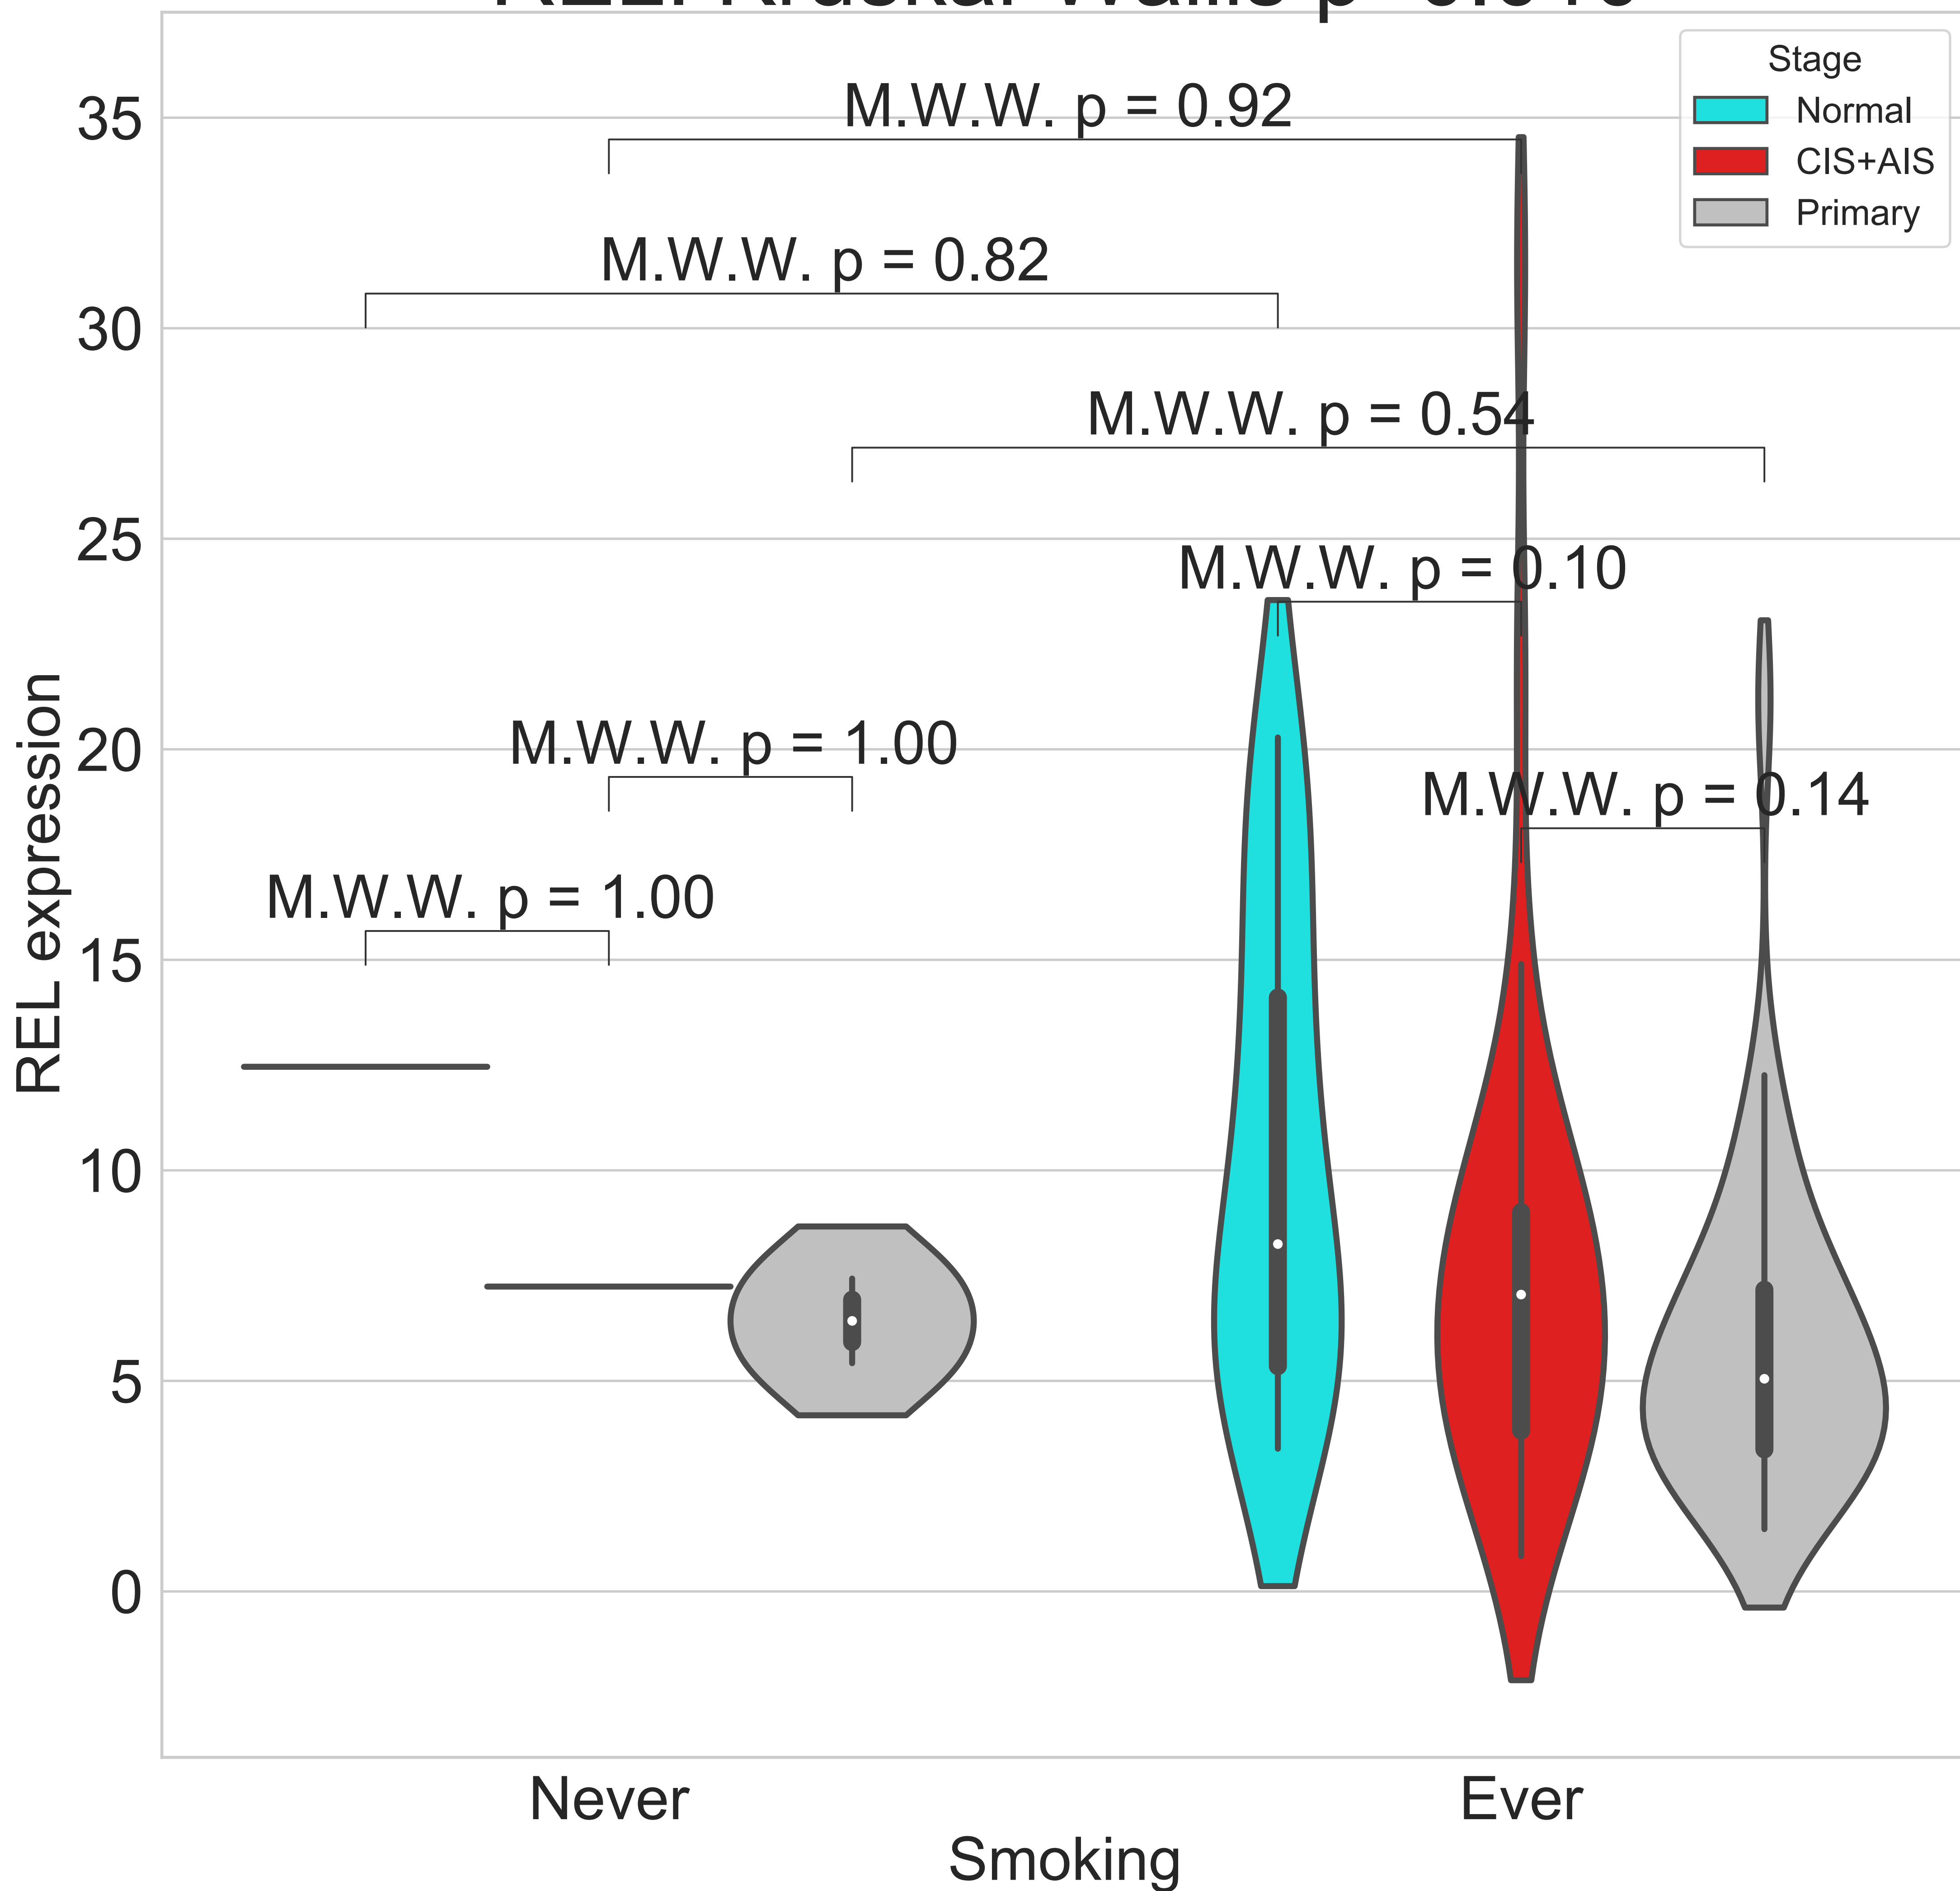 Stage
Normal
CIS+AIS
Primary
M.W.W. p = 0.92
M.W.W. p = 0.82
M.W.W. p = 0.54
M.W.W. p = 0.10
M.W.W. p = 1.00
M.W.W. p = 0.14
M.W.W. p = 1.00
35
30
25
20
15
10
5
0
REL expression
Never
Ever
Smoking